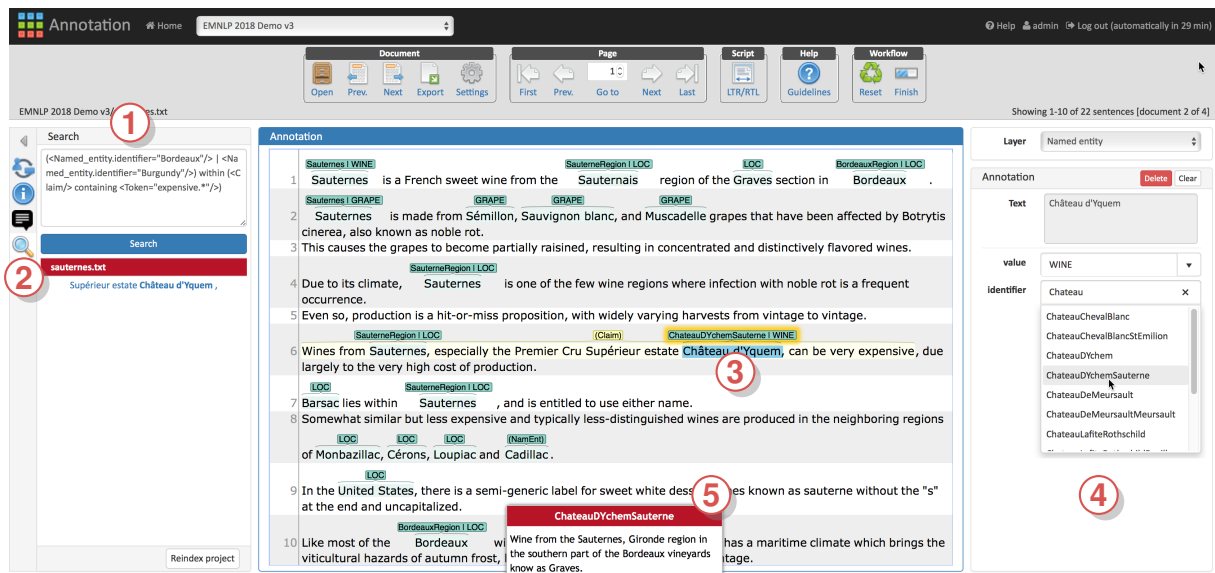 Annotation Home EMNLP 2018 Demo v3 Help admin Log out (automatically in 29 min)
Document Page Script Help Workflow
1
Open Prev. Next Export Settings First Prev. Go to Next Last LTR/RTL Guidelines Reset Finish
EMNLP 2018 Demo v3/ es.txt Showing 1-10 of 22 sentences [document 2 of 4]
1
Search
(<Named_entity.identifier="Bordeaux"/> | <Na
med_entity.identifier="Burgundy"/>) within (<C
laim/> containing <Token="expensive.*"/>)
Search
2
sauternes.txt
Supérieur estate Château d'Yquem ,
Reindex project
Annotation
Sauternes | WINE SauterneRegion | LOC LOC BordeauxRegion | LOC
1 Sauternes is a French sweet wine from the Sauternais region of the Graves section in Bordeaux .
Sauternes | GRAPE GRAPE GRAPE GRAPE
2 Sauternes is made from Sémillon, Sauvignon blanc, and Muscadelle grapes that have been affected by Botrytis
cinerea, also known as noble rot.
3 This causes the grapes to become partially raisined, resulting in concentrated and distinctively flavored wines.
SauterneRegion | LOC
4 Due to its climate, Sauternes is one of the few wine regions where infection with noble rot is a frequent
occurrence.
5 Even so, production is a hit-or-miss proposition, with widely varying harvests from vintage to vintage.
SauterneRegion | LOC (Claim) ChateauDYchemSauterne | WINE
6 Wines from Sauternes, especially the Premier Cru Supérieur estate Château d'Yquem, can be very expensive, due
largely to the very high cost of production.
3
LOC SauterneRegion | LOC
7 Barsac lies within Sauternes , and is entitled to use either name.
8 Somewhat similar but less expensive and typically less-distinguished wines are produced in the neighboring regions
LOC LOC LOC (NamEnt)
of Monbazillac, Cérons, Loupiac and Cadillac .
LOC
9 In the United States, there is a semi-generic label for sweet white dess es known as sauterne without the "s"
at the end and uncapitalized.
5
ChateauDYchemSauterne
Wine from the Sauternes, Gironde region in
the southern part of the Bordeaux vineyards
know as Graves.
BordeauxRegion | LOC
10 Like most of the Bordeaux wi has a maritime climate which brings the
viticultural hazards of autumn frost, tage.
Layer Named entity
Annotation Delete Clear
Text Château d'Yquem
value WINE
identifier Chateau
ChateauChevalBlanc
ChateauChevalBlancStEmilion
ChateauDYchem
ChateauDYchemSauterne
ChateauDeMeursault
ChateauDeMeursaultMeursault
ChateauLafiteRothschild
4